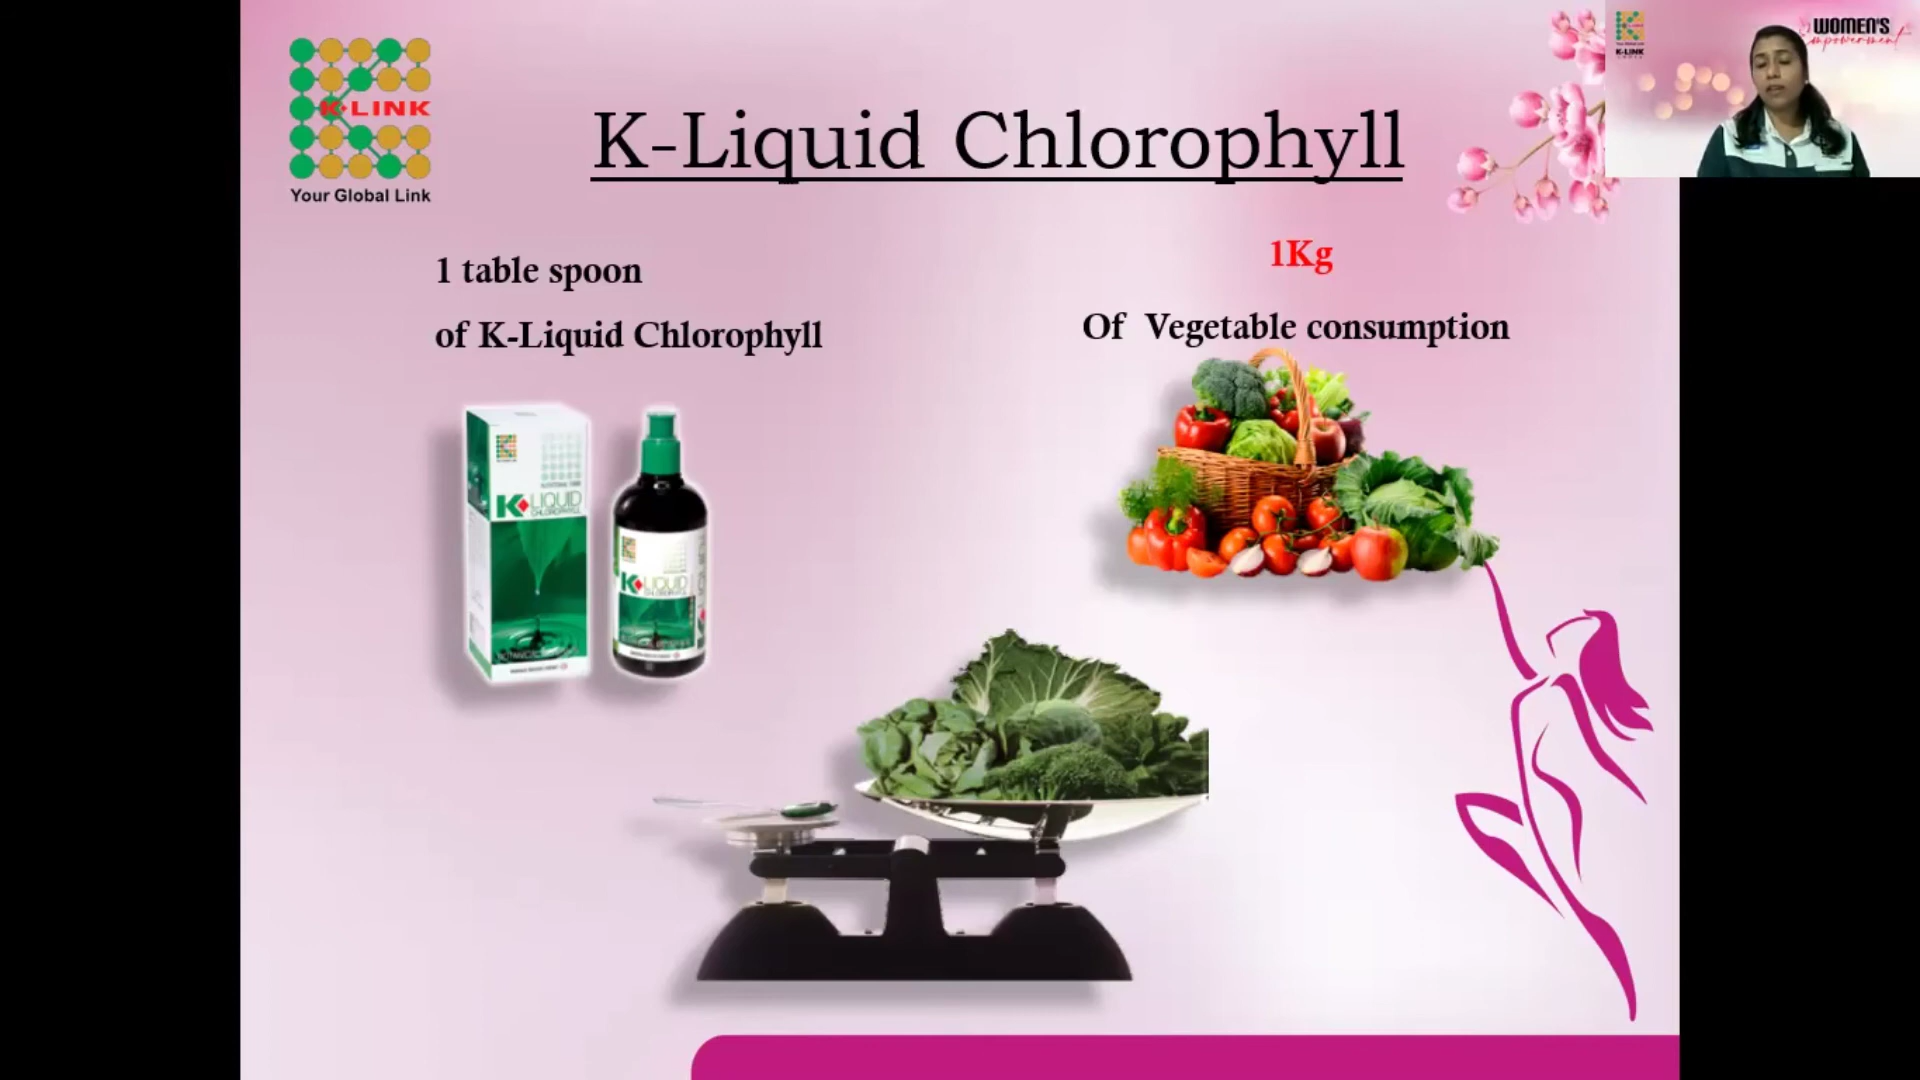 K-LINK
Your Global Link
K-Liquid Chlorophyll
1 table spoon
of K-Liquid Chlorophyll
1Kg
Of Vegetable consumption
K LIQUID
CHLOROPHYLL
K LIQUID
CHLOROPHYLL
K-LINK
WOMEN'S
Empowerment